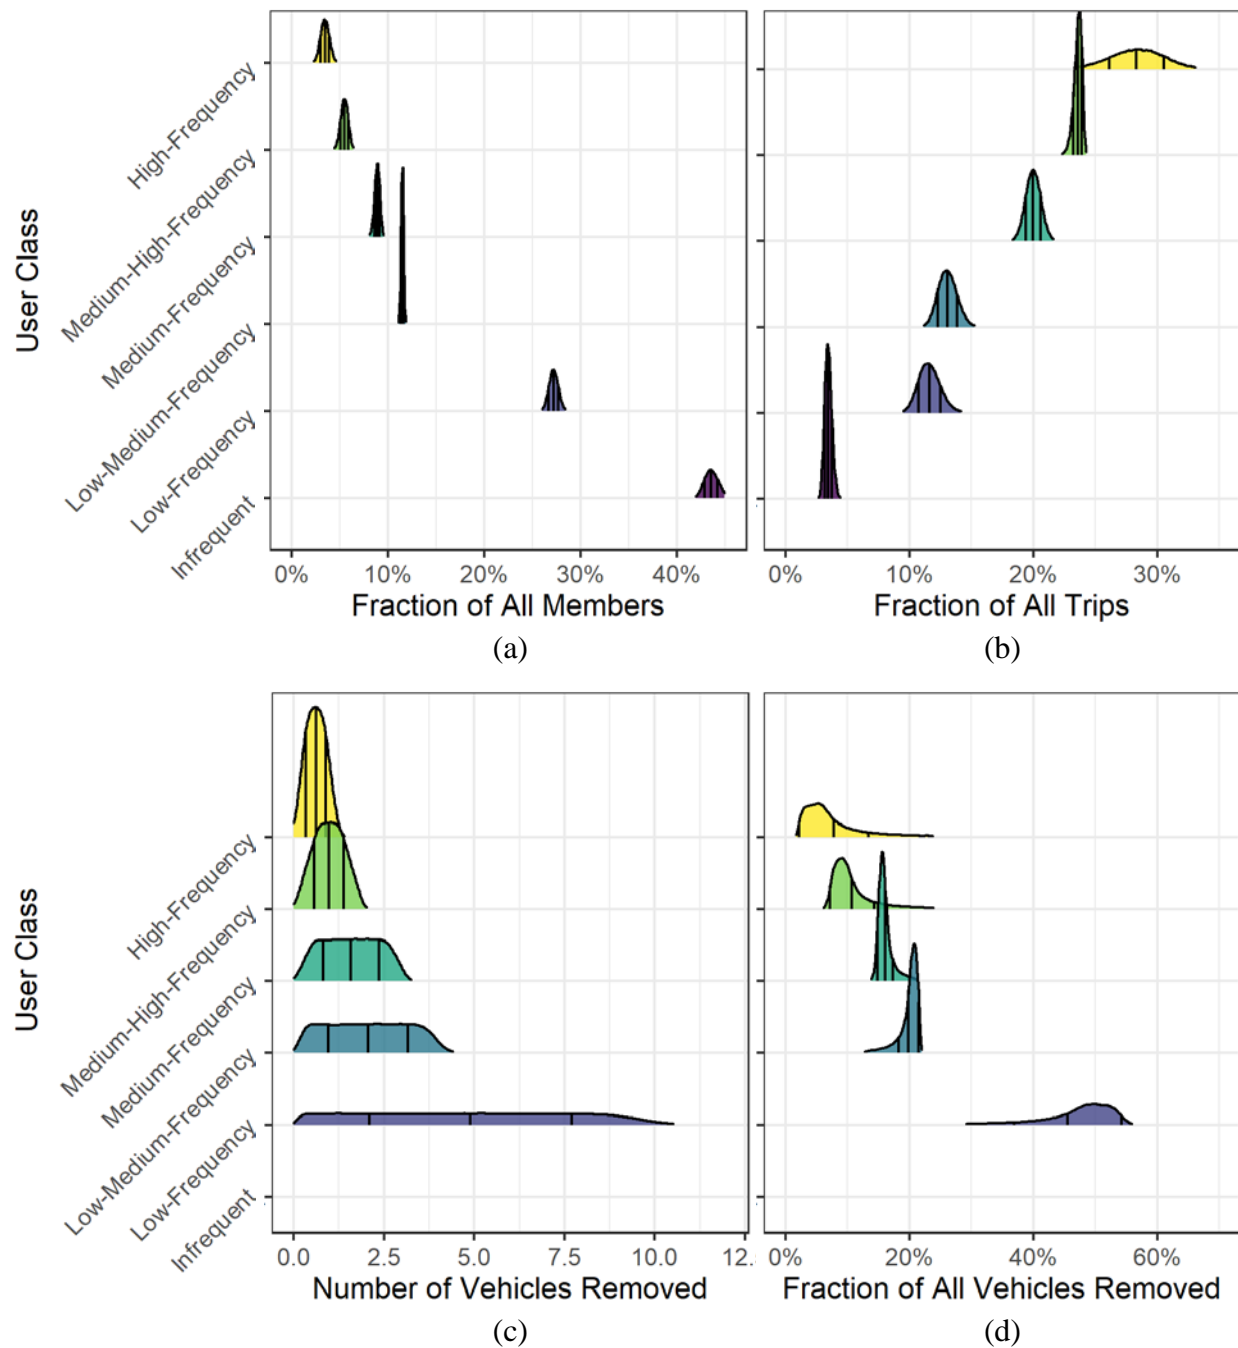 User Class
High-Frequency
Medium-High-Frequency
Medium-Frequency
Low-Medium-Frequency
Low-Frequency
Infrequent
0% 10% 20% 30% 40%
Fraction of All Members
(a)
0% 10% 20% 30%
Fraction of All Trips
(b)
User Class
High-Frequency
Medium-High-Frequency
Medium-Frequency
Low-Medium-Frequency
Low-Frequency
Infrequent
0.0 2.5 5.0 7.5 10.0 12.
Number of Vehicles Removed
(c)
0% 20% 40% 60%
Fraction of All Vehicles Removed
(d)